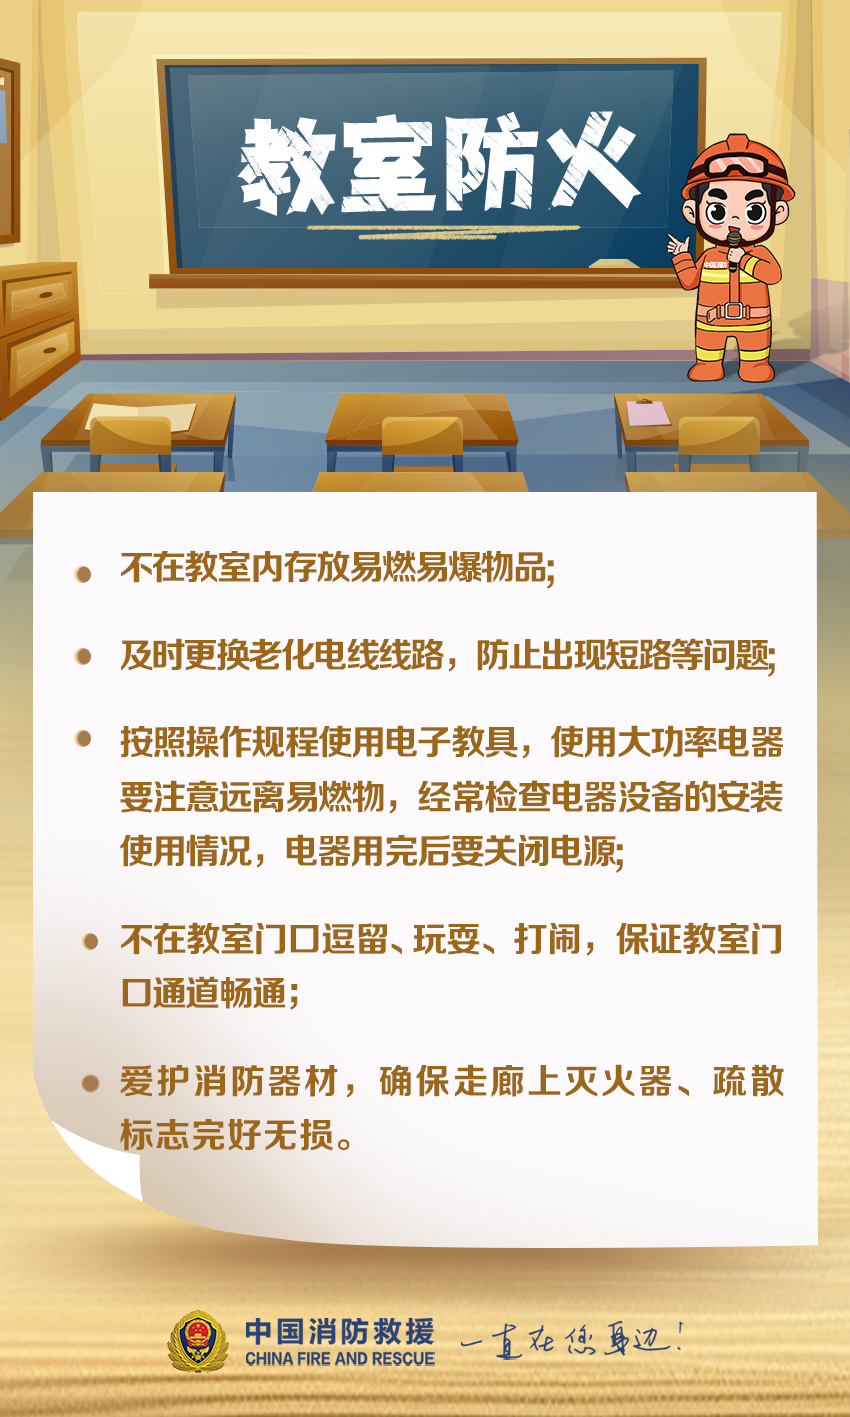 教室防火
中国消防
不在教室内存放易燃易爆物品;
及时更换老化电线线路，防止出现短路等问题;
按照操作规程使用电子教具，使用大功率电器
要注意远离易燃物，经常检查电器没备的安装
使用情况，电器用完后要关闭电源;
不在教室门口逗留、玩耍、打闹，保证教室门
口通道畅通；
爱护消防器材，确保走廊上灭火器、疏散
标志完好无损。
中国消防救援
CHINA FIRE AND RESCUE
一直在您身边！